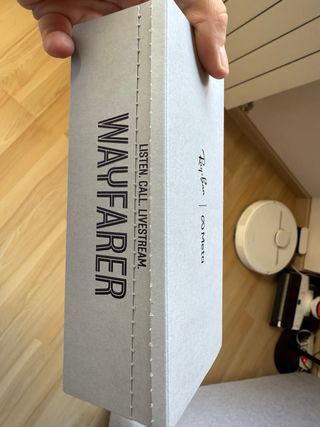 WAYFARER
LISTEN. CALL. LIVESTREAM.
Ray-Ban | Meta